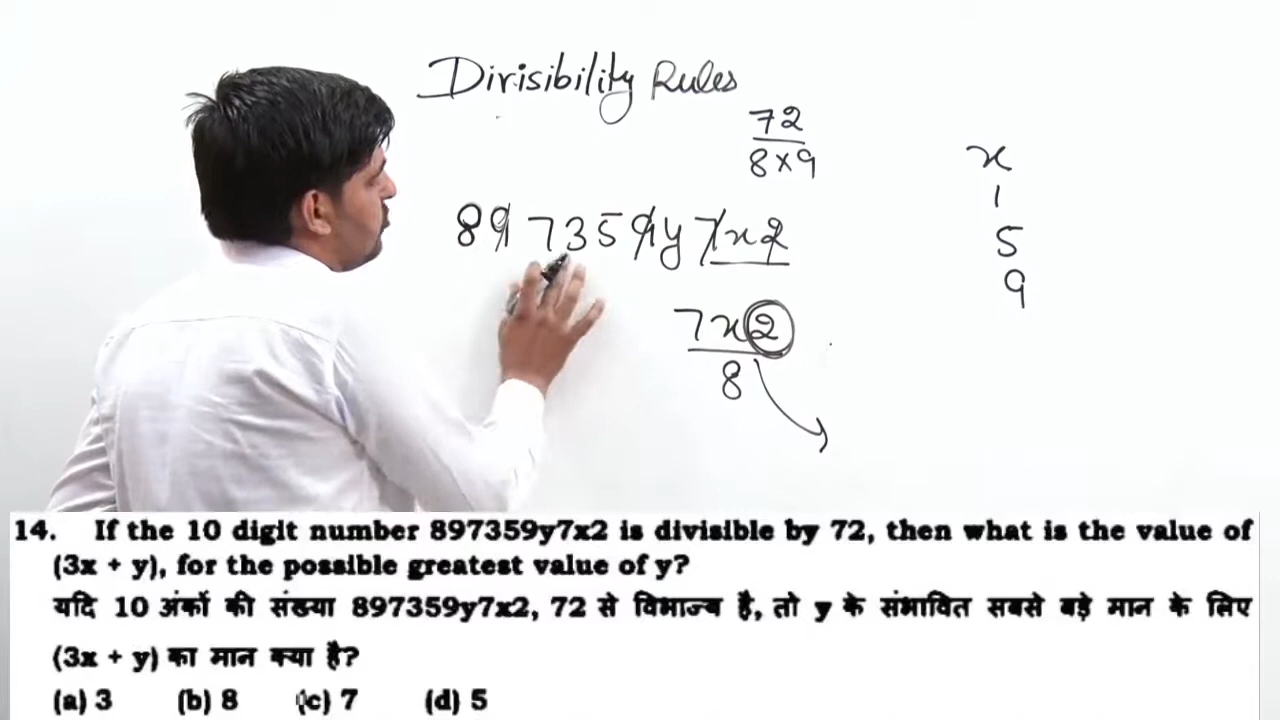 Divisibility Rules
72
8×9
x
1
5
9
897359y7x2
7x2
8
14. If the 10 digit number 897359y7x2 is divisible by 72, then what is the value of
(3x + y), for the possible greatest value of y?
यदि 10 अंकों की संख्या 897359y7x2, 72 से विभाज्य है, तो y के संभावित सबसे बड़े मान के लिए
(3x + y) का मान क्या है?
(a) 3 (b) 8 (c) 7 (d) 5